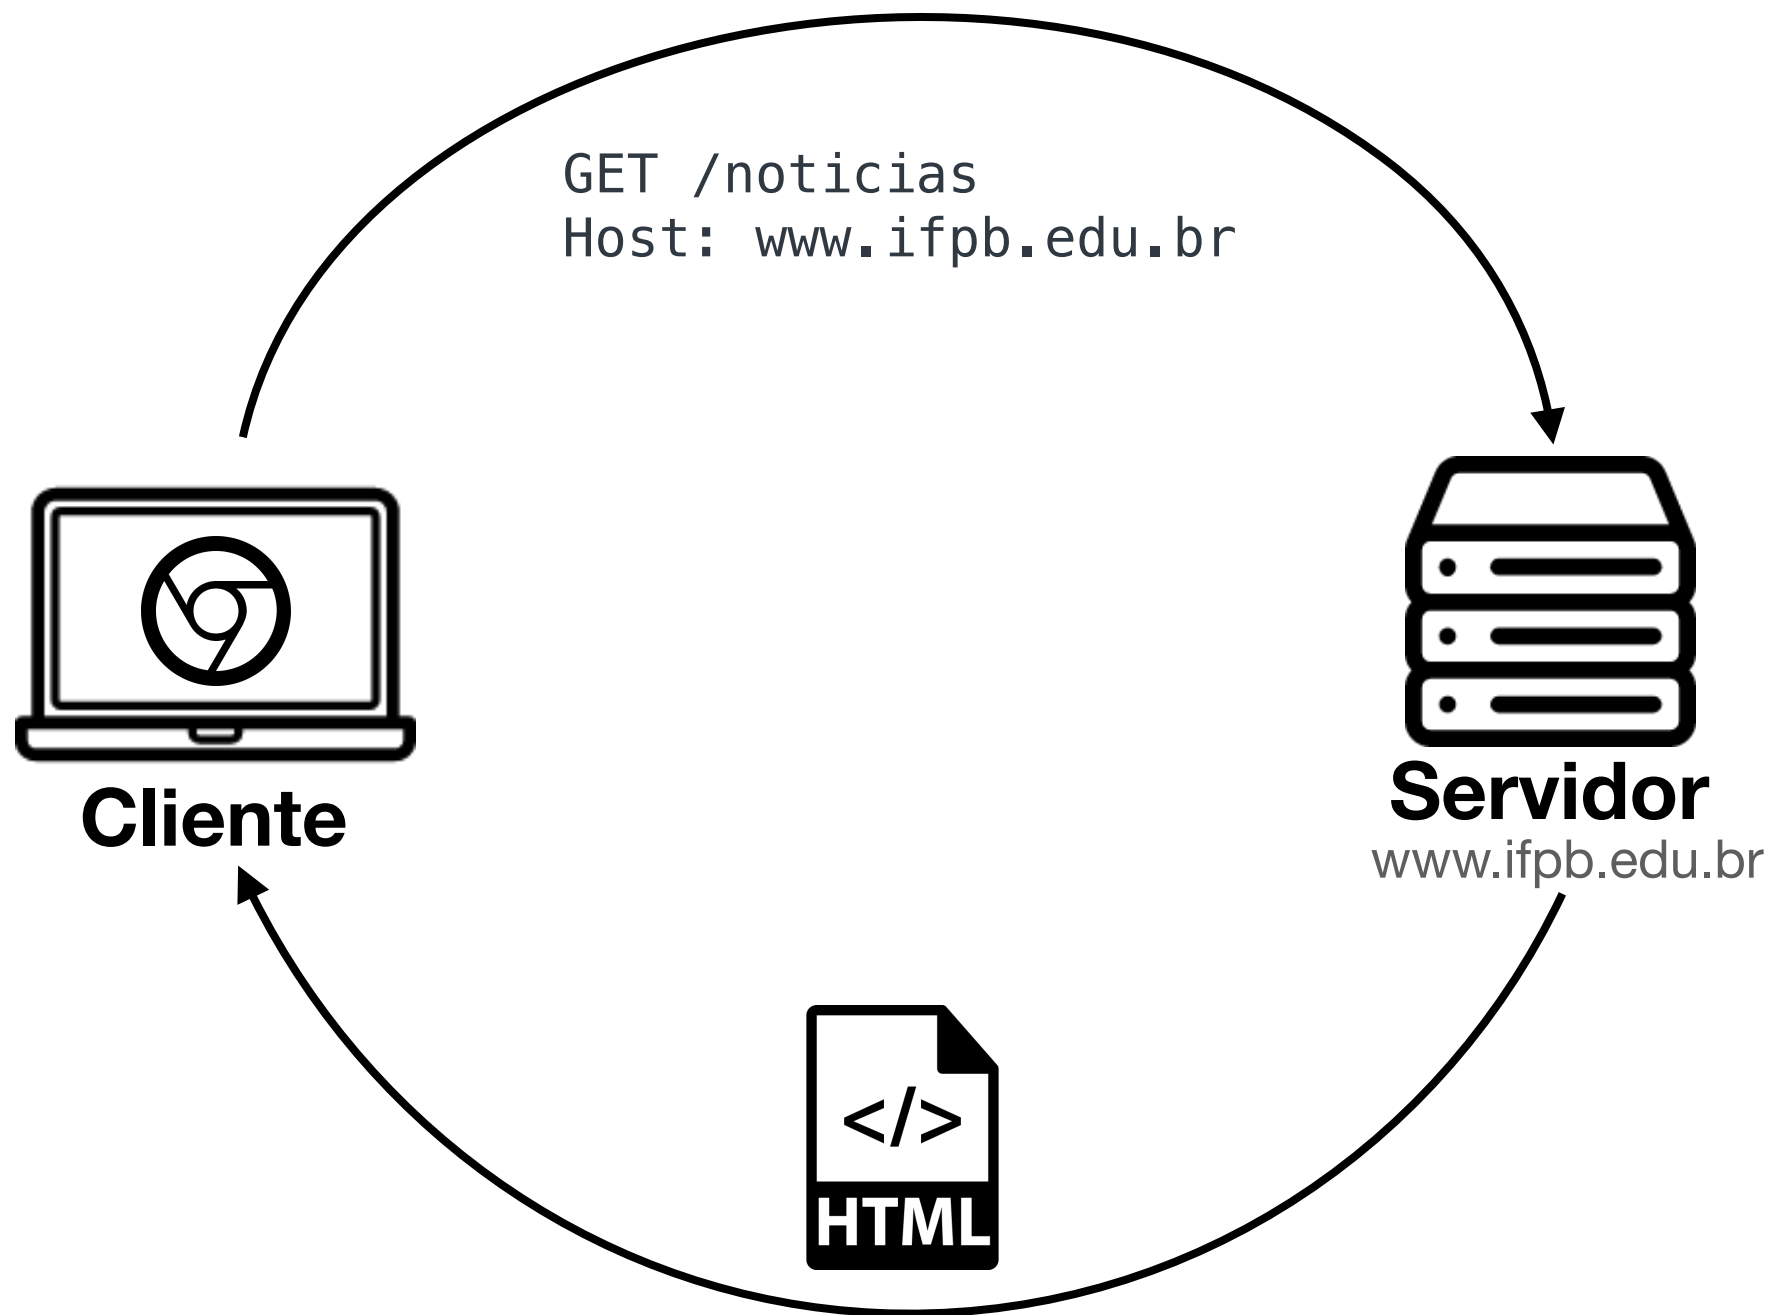 GET /noticias
Host: www.ifpb.edu.br
Cliente
Servidor
www.ifpb.edu.br
</>
HTML